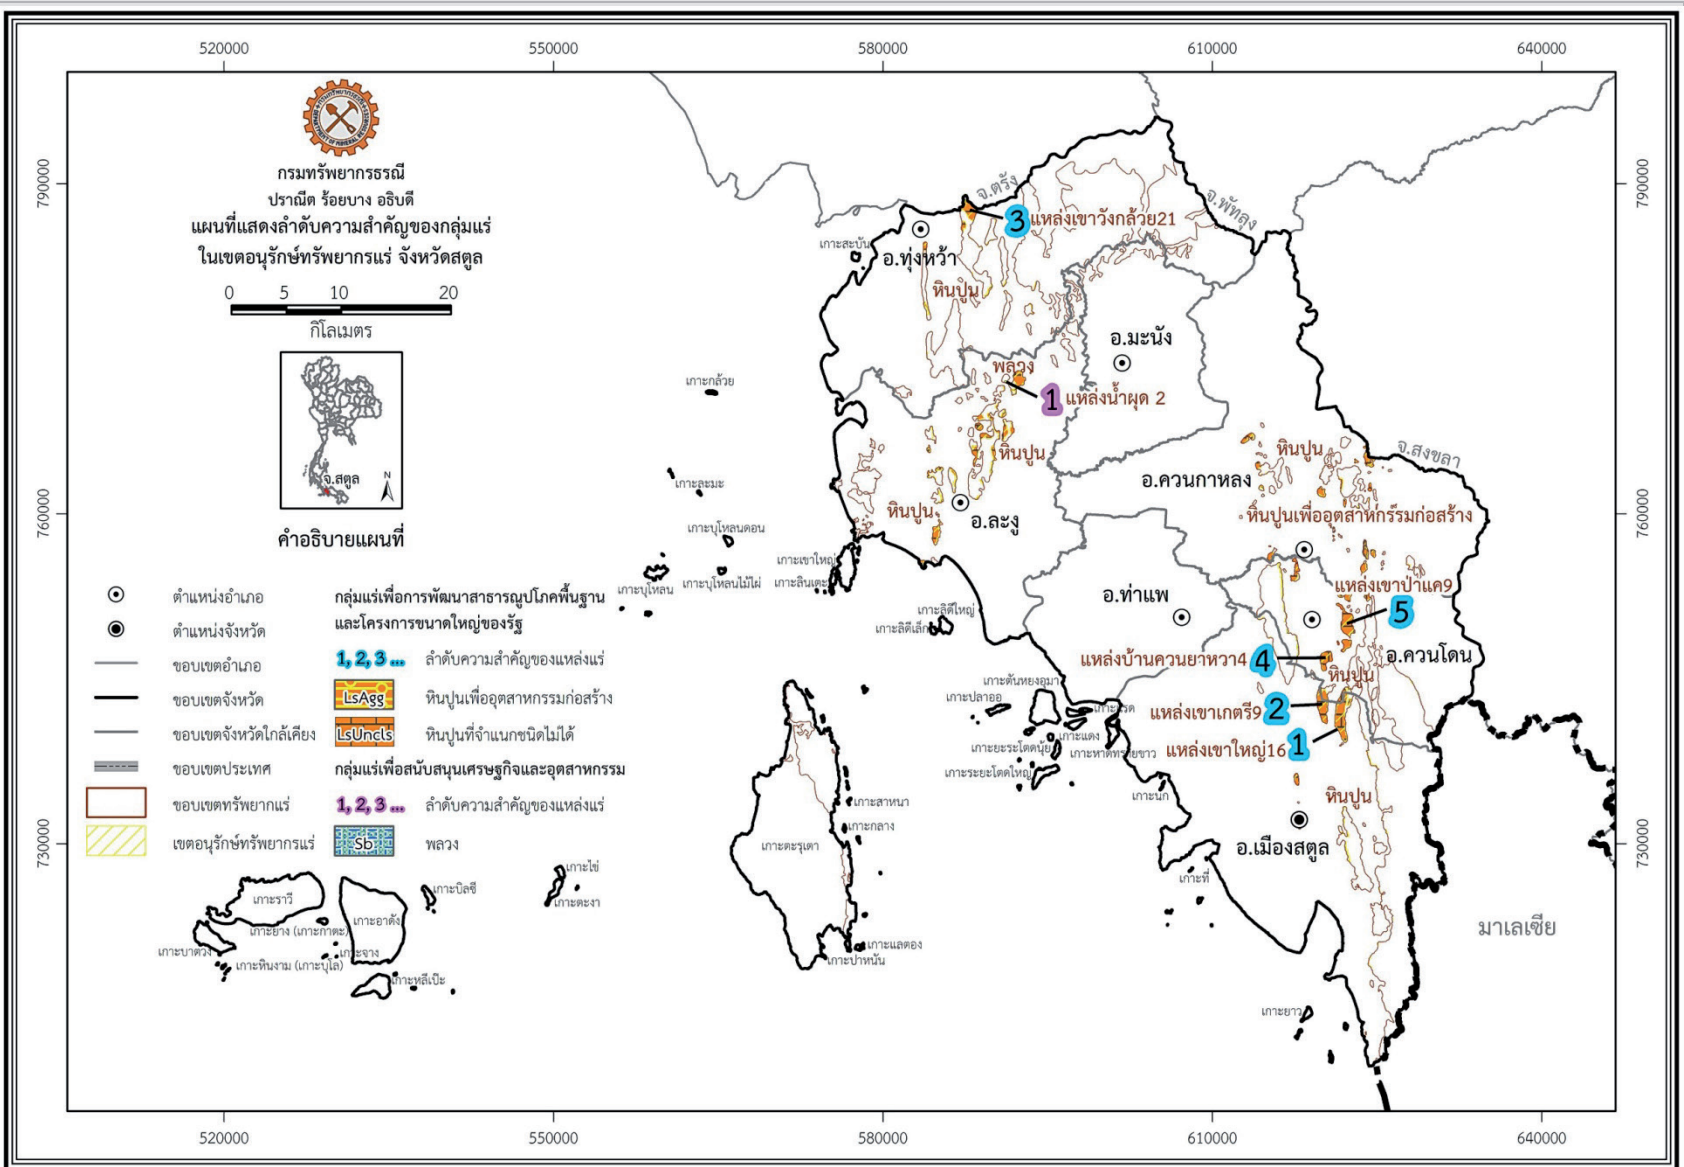 520000
550000
580000
610000
640000
790000
760000
730000
790000
760000
730000
กรมทรัพยากรธรณี
DEPARTMENT OF MINERAL RESOURCES
กรมทรัพยากรธรณี
ปราณีต ร้อยบาง อธิบดี
แผนที่แสดงลำดับความสำคัญของกลุ่มแร่
ในเขตอนุรักษ์ทรัพยากรแร่ จังหวัดสตูล
0 5 10 20
กิโลเมตร
จ.สตูล
N
คำอธิบายแผนที่
ตำแหน่งอำเภอ
ตำแหน่งจังหวัด
ขอบเขตอำเภอ
ขอบเขตจังหวัด
ขอบเขตจังหวัดใกล้เคียง
ขอบเขตประเทศ
ขอบเขตทรัพยากแร่
เขตอนุรักษ์ทรัพยากรแร่
กลุ่มแร่เพื่อการพัฒนาสาธารณูปโภคพื้นฐาน
และโครงการขนาดใหญ่ของรัฐ
1, 2, 3 ... ลำดับความสำคัญของแหล่งแร่
LsAgg หินปูนเพื่ออุตสาหกรรมก่อสร้าง
LsUncls หินปูนที่จำแนกชนิดไม่ได้
กลุ่มแร่เพื่อสนับสนุนเศรษฐกิจและอุตสาหกรรม
1, 2, 3 ... ลำดับความสำคัญของแหล่งแร่
Sb พลวง
จ.ตรัง
จ.พัทลุง
จ.สงขลา
มาเลเซีย
3 แหล่งเขาวังกล้วย21
เกาะสะบัน
อ.ทุ่งหว้า
หินปูน
อ.มะนัง
พลวง
1 แหล่งน้ำผุด 2
เกาะกล้วย
หินปูน
หินปูน
อ.ควนกาหลง
เกาะละมะ
หินปูน
อ.ละงู
หินปูนเพื่ออุตสาหกรรมก่อสร้าง
เกาะบุโหลนดอน
เกาะเขาใหญ่
เกาะบุโหลน
เกาะบุโหลนไม้ไผ่
เกาะลินเตะ
แหล่งเขาป่าแค9
5
อ.ท่าแพ
เกาะลิดีใหญ่
เกาะลิดีเล็ก
แหล่งบ้านควนยาหวา4 4
อ.ควนโดน
หินปูน
เกาะตันหยงอุมา
เกาะปลาออ
แหล่งเขาเกตรี9 2
เกาะแดง
เกาะยะระโตดนุ้ย
เกาะหาดทรายขาว
แหล่งเขาใหญ่16 1
เกาะระยะโตดใหญ่
เกาะนก
หินปูน
เกาะสาหนา
เกาะกลาง
เกาะตะรุเตา
อ.เมืองสตูล
เกาะไข่
เกาะที่
เกาะบิสซี
เกาะตะงา
เกาะราวี
เกาะอาดัง
เกาะยาง (เกาะกาตะ)
เกาะบาตวง
เกาะจาง
เกาะแลตอง
เกาะปาหนัน
เกาะหินงาม (เกาะบุโล)
เกาะหลีเป๊ะ
เกาะยาว
520000
550000
580000
610000
640000